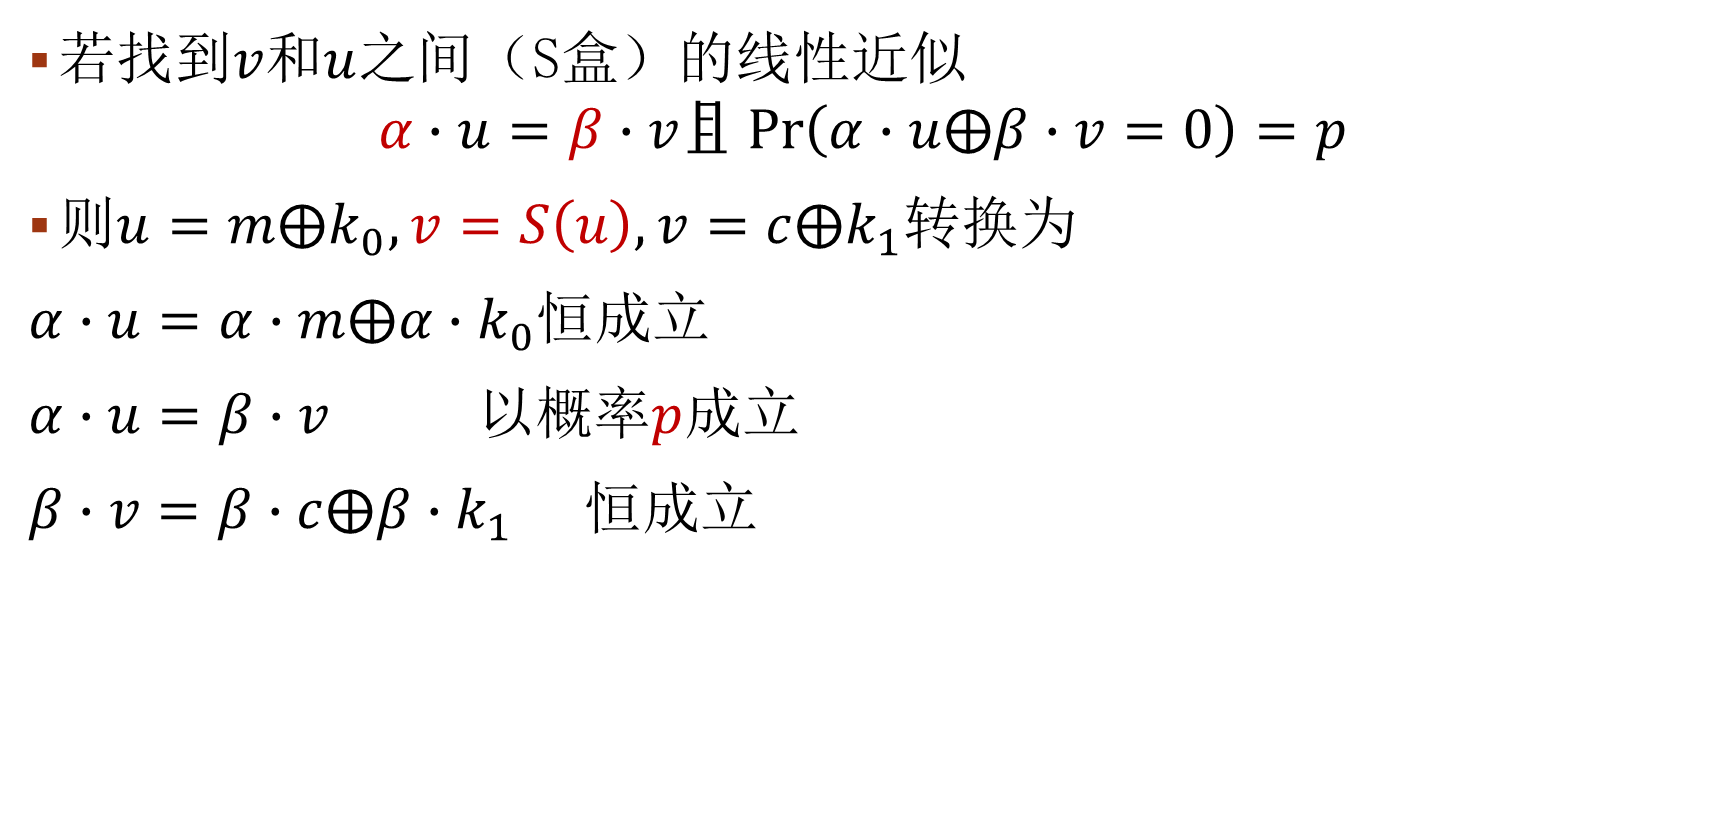 ▪若找到v和u之间（S盒）的线性近似
α · u = β · v且 Pr(α · u⊕β · v = 0) = p
▪则u = m⊕k₀, v = S(u), v = c⊕k₁转换为
α · u = α · m⊕α · k₀恒成立
α · u = β · v 以概率p成立
β · v = β · c⊕β · k₁ 恒成立